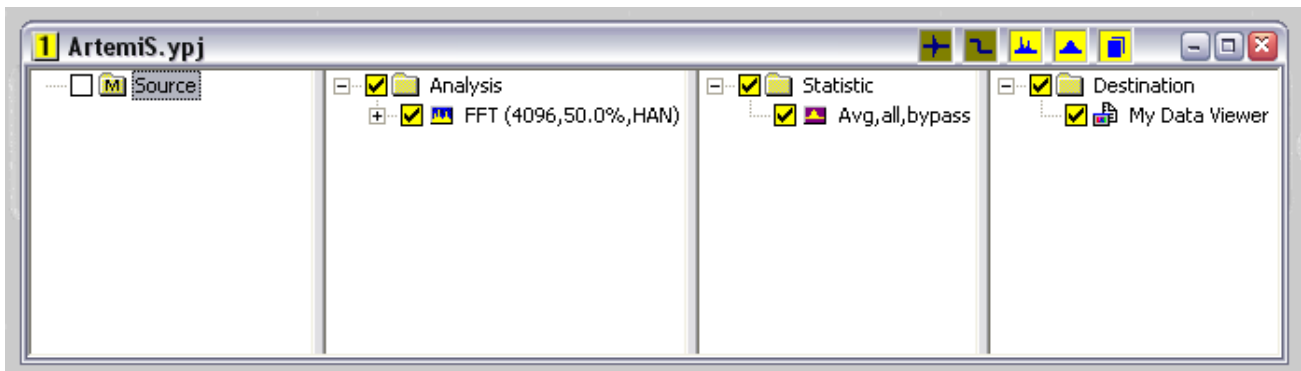 1 ArtemiS.ypj
M Source
Analysis
FFT (4096,50.0%,HAN)
Statistic
Avg,all,bypass
Destination
My Data Viewer